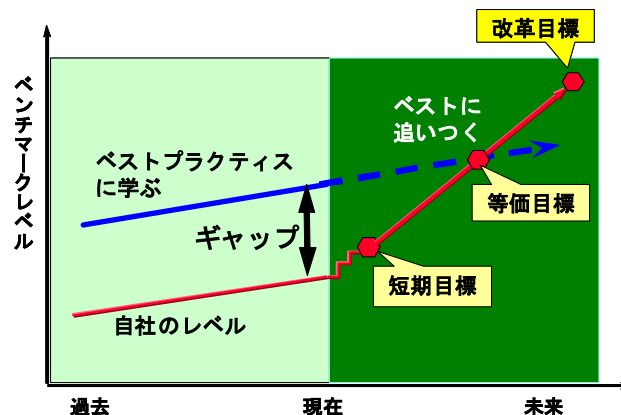 改革目標
ベンチマークレベル
ベストに
追いつく
ベストプラクティス
に学ぶ
等価目標
ギャップ
短期目標
自社のレベル
過去
現在
未来